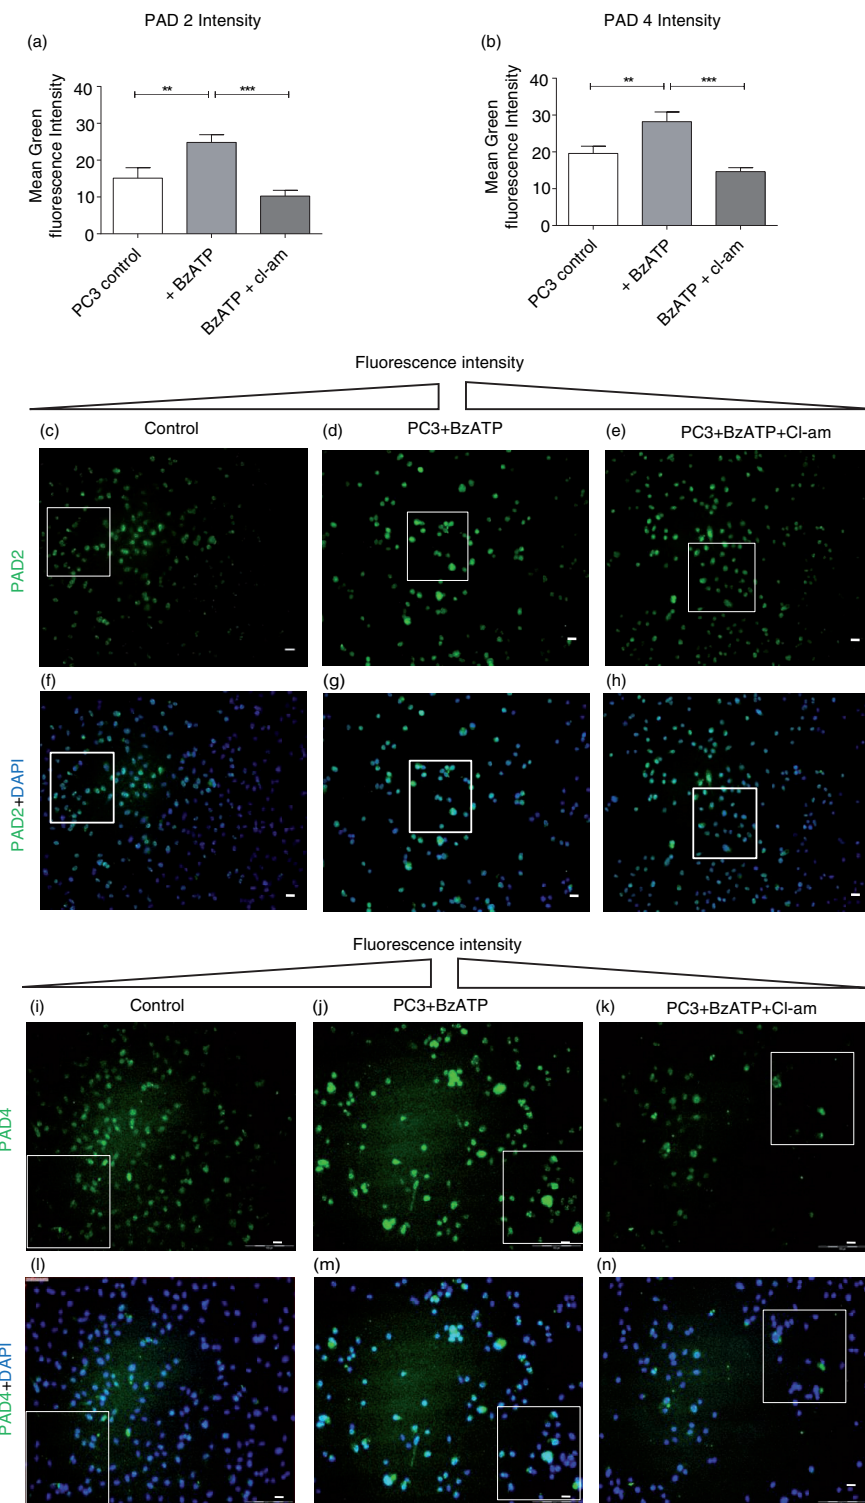 PAD 2 Intensity
(a)
Mean Green
fluorescence Intensity
40
30
20
10
0
**
***
PC3 control
+ BzATP
BzATP + cl-am
PAD 4 Intensity
(b)
Mean Green
fluorescence Intensity
40
30
20
10
0
**
***
PC3 control
+ BzATP
BzATP + cl-am
Fluorescence intensity
(c)
Control
(d)
PC3+BzATP
(e)
PC3+BzATP+Cl-am
PAD2
(f)
(g)
(h)
PAD2+DAPI
Fluorescence intensity
(i)
Control
(j)
PC3+BzATP
(k)
PC3+BzATP+Cl-am
PAD4
(l)
(m)
(n)
PAD4+DAPI